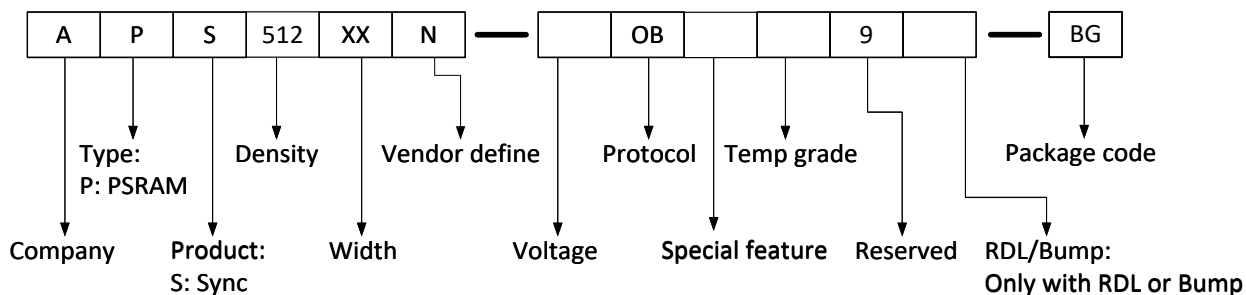 A P S 512 XX N — OB 9 — BG
Type: Density Vendor define Protocol Temp grade Package code
P: PSRAM
Company Product: Width Voltage Special feature Reserved RDL/Bump:
S: Sync Only with RDL or Bump